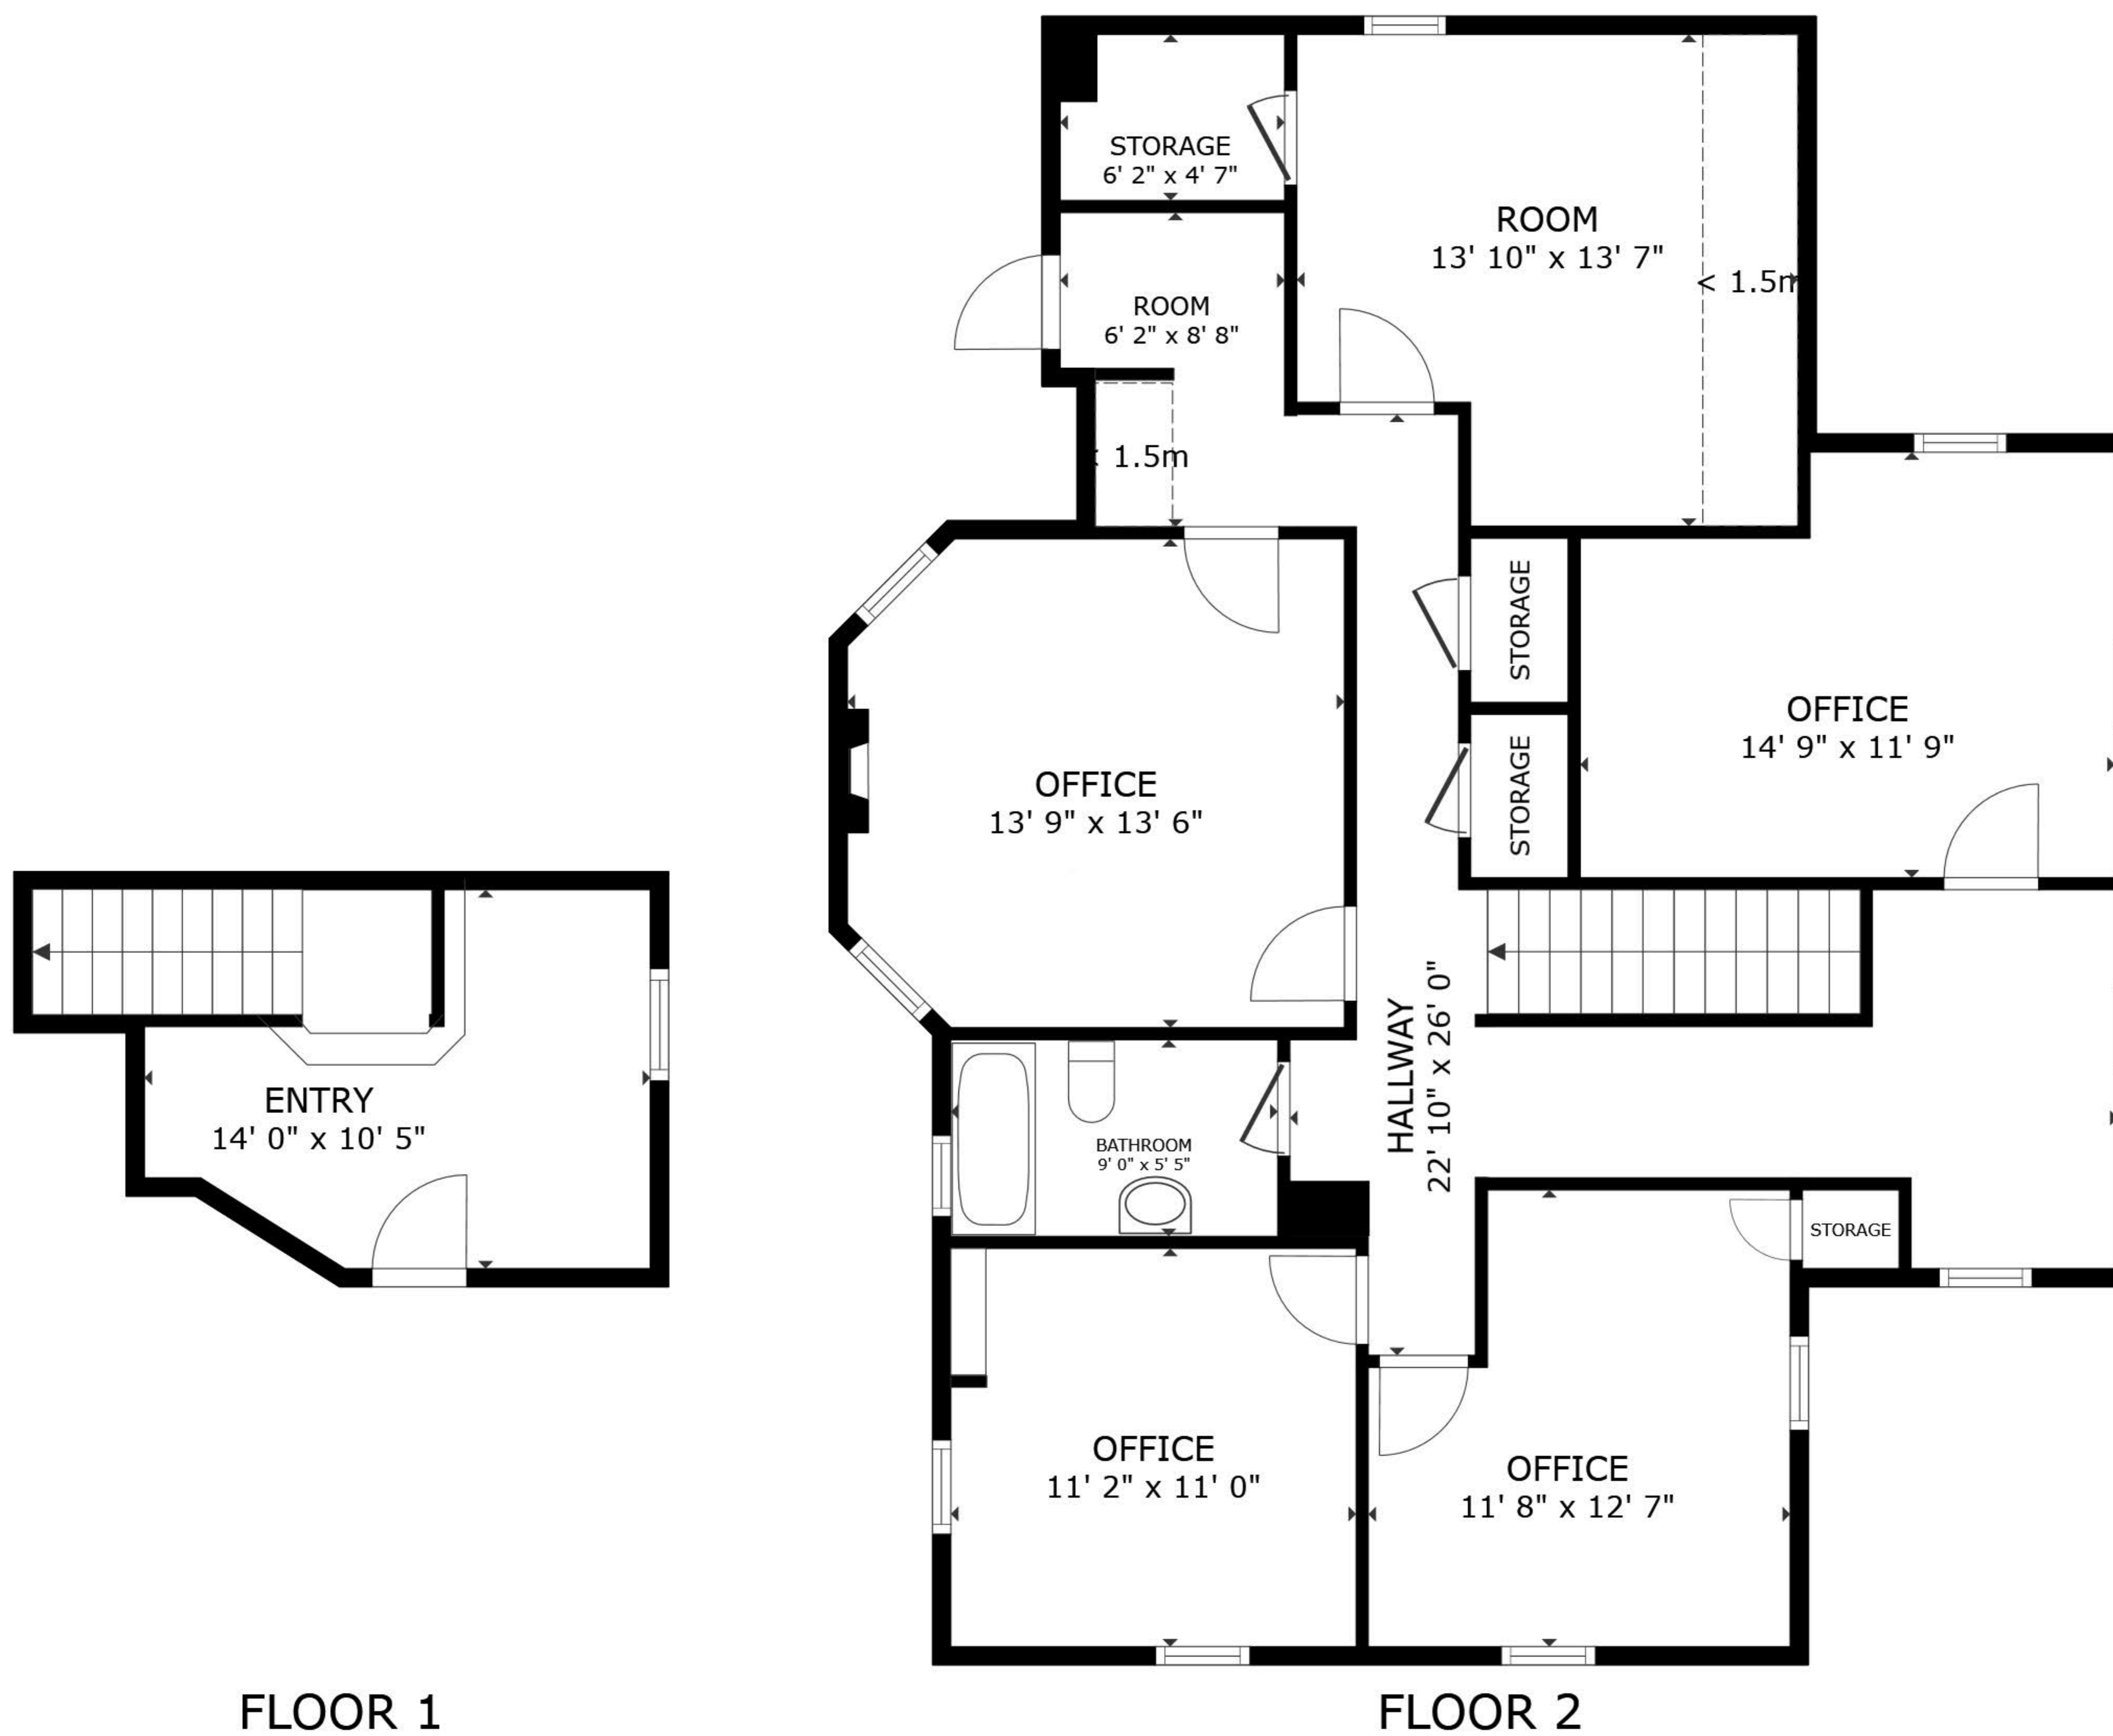 STORAGE
6' 2" x 4' 7"
ROOM
13' 10" x 13' 7"
< 1.5m
ROOM
6' 2" x 8' 8"
< 1.5m
STORAGE
OFFICE
14' 9" x 11' 9"
OFFICE
13' 9" x 13' 6"
STORAGE
HALLWAY
22' 10" x 26' 0"
ENTRY
14' 0" x 10' 5"
BATHROOM
9' 0" x 5' 5"
STORAGE
OFFICE
11' 2" x 11' 0"
OFFICE
11' 8" x 12' 7"
FLOOR 1
FLOOR 2